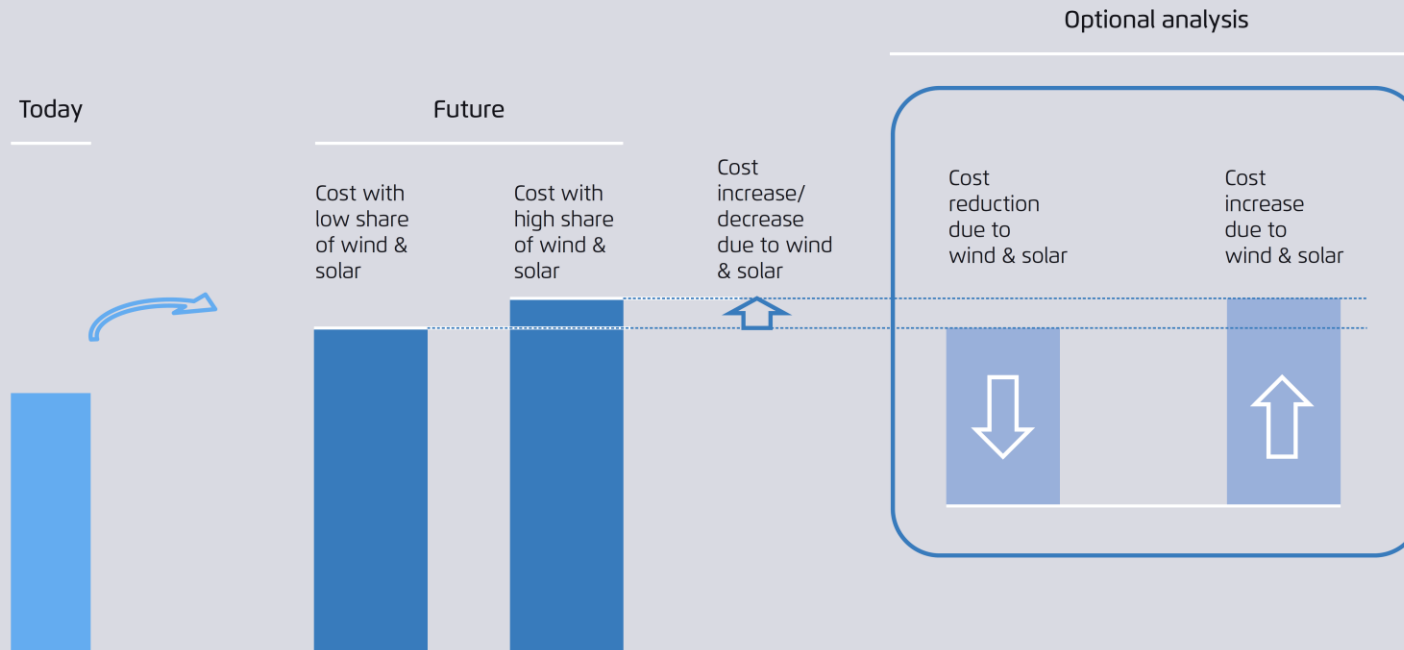 Optional analysis
Today
Future
Cost with
low share
of wind &
solar
Cost with
high share
of wind &
solar
Cost
increase/
decrease
due to wind
& solar
Cost
reduction
due to
wind & solar
Cost
increase
due to
wind & solar